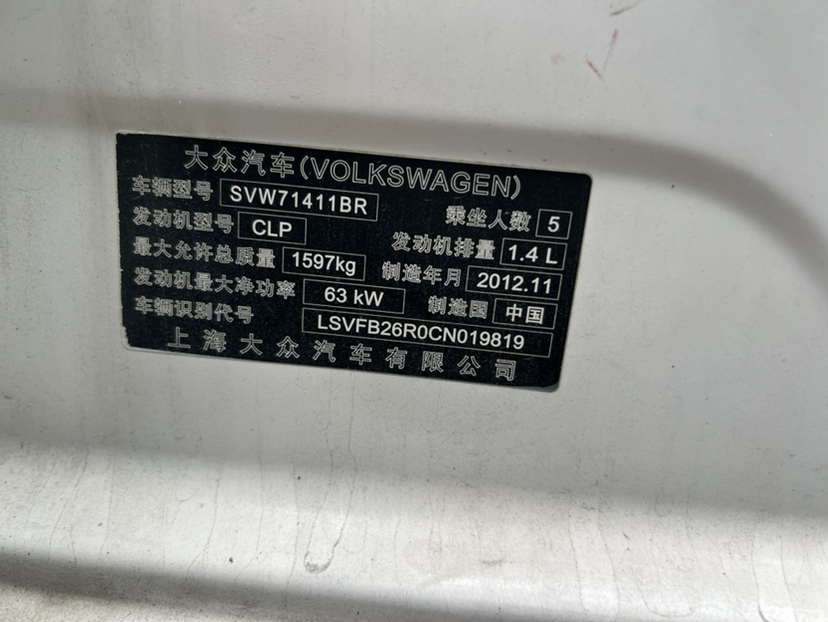 大众汽车(VOLKSWAGEN)
车辆型号 SVW71411BR 乘坐人数 5
发动机型号 CLP 发动机排量 1.4 L
最大允许总质量 1597kg 制造年月 2012.11
发动机最大净功率 63 kW 制造国 中国
车辆识别代号 LSVFB26R0CN019819
上海大众汽车有限公司